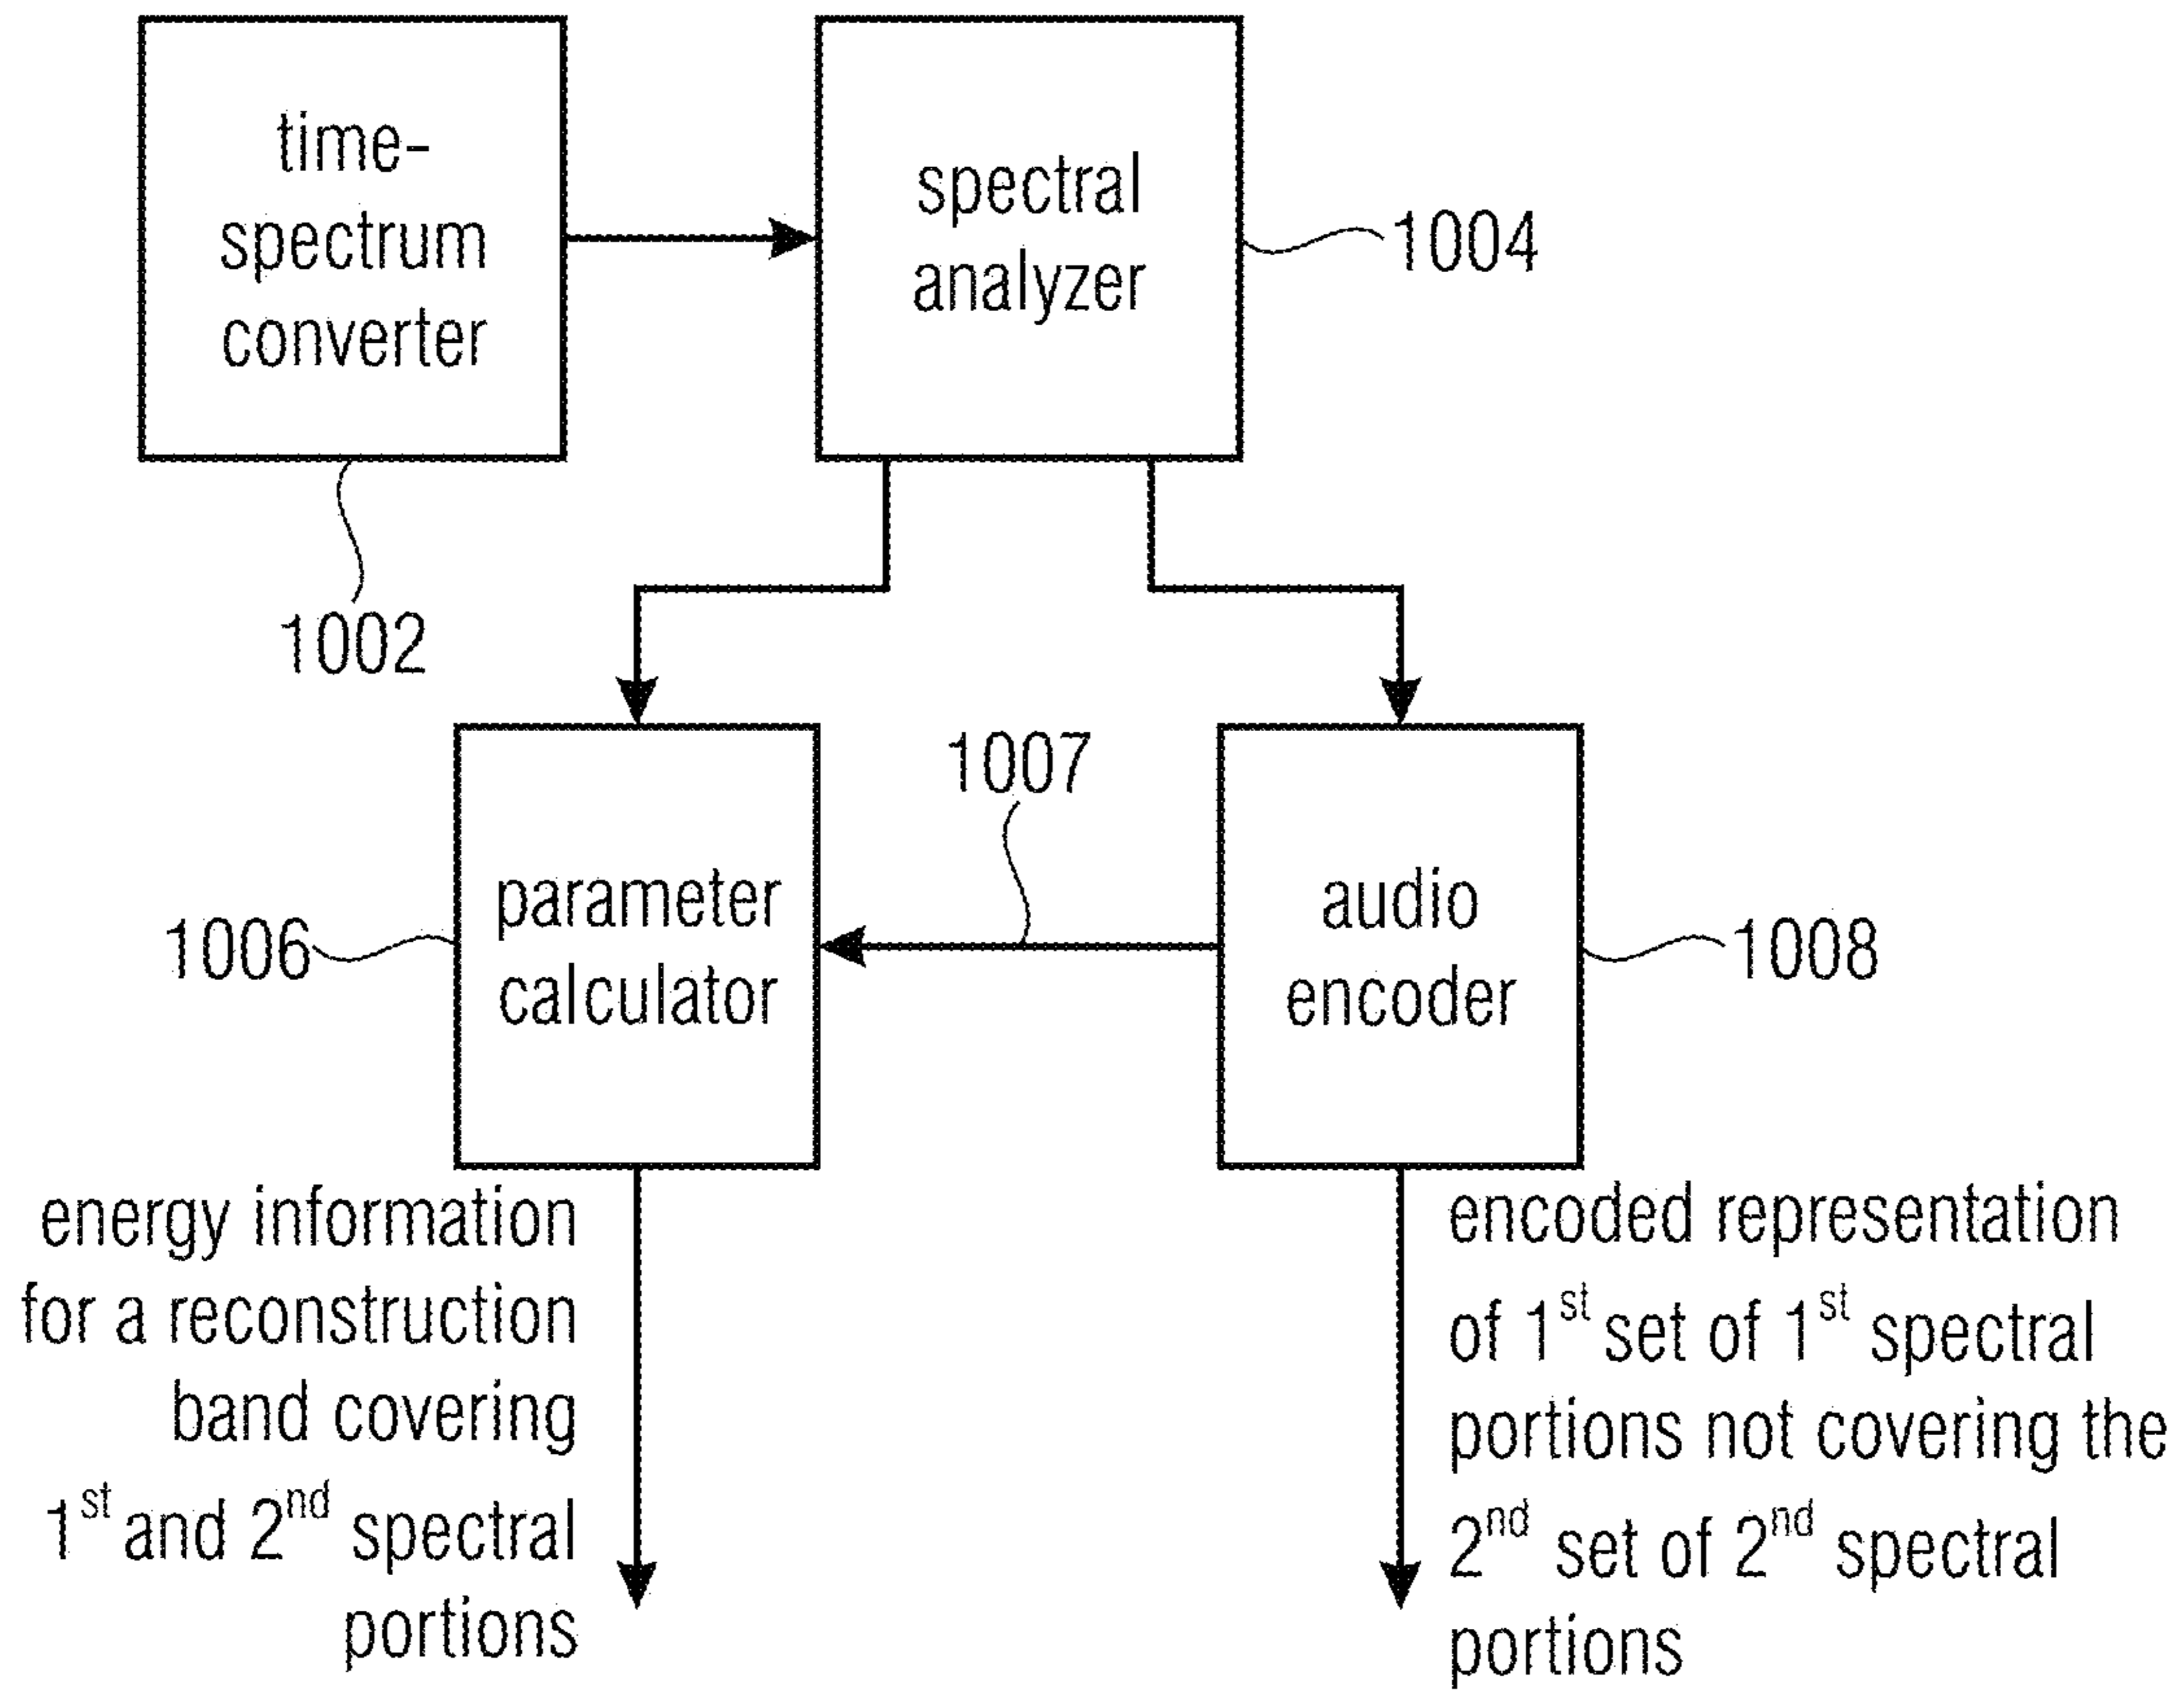 time-
spectrum
converter
spectral
analyzer
1004
1002
1007
parameter
calculator
1006
audio
encoder
1008
energy information
for a reconstruction
band covering
1st and 2nd spectral
portions
encoded representation
of 1st set of 1st spectral
portions not covering the
2nd set of 2nd spectral
portions